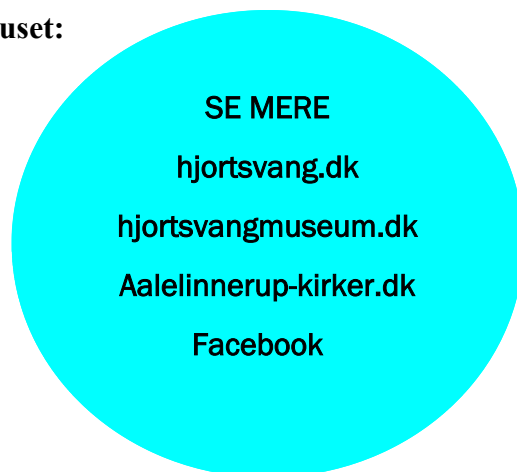 uset:
SE MERE
hjortsvang.dk
hjortsvangmuseum.dk
Aalelinnerup-kirker.dk
Facebook